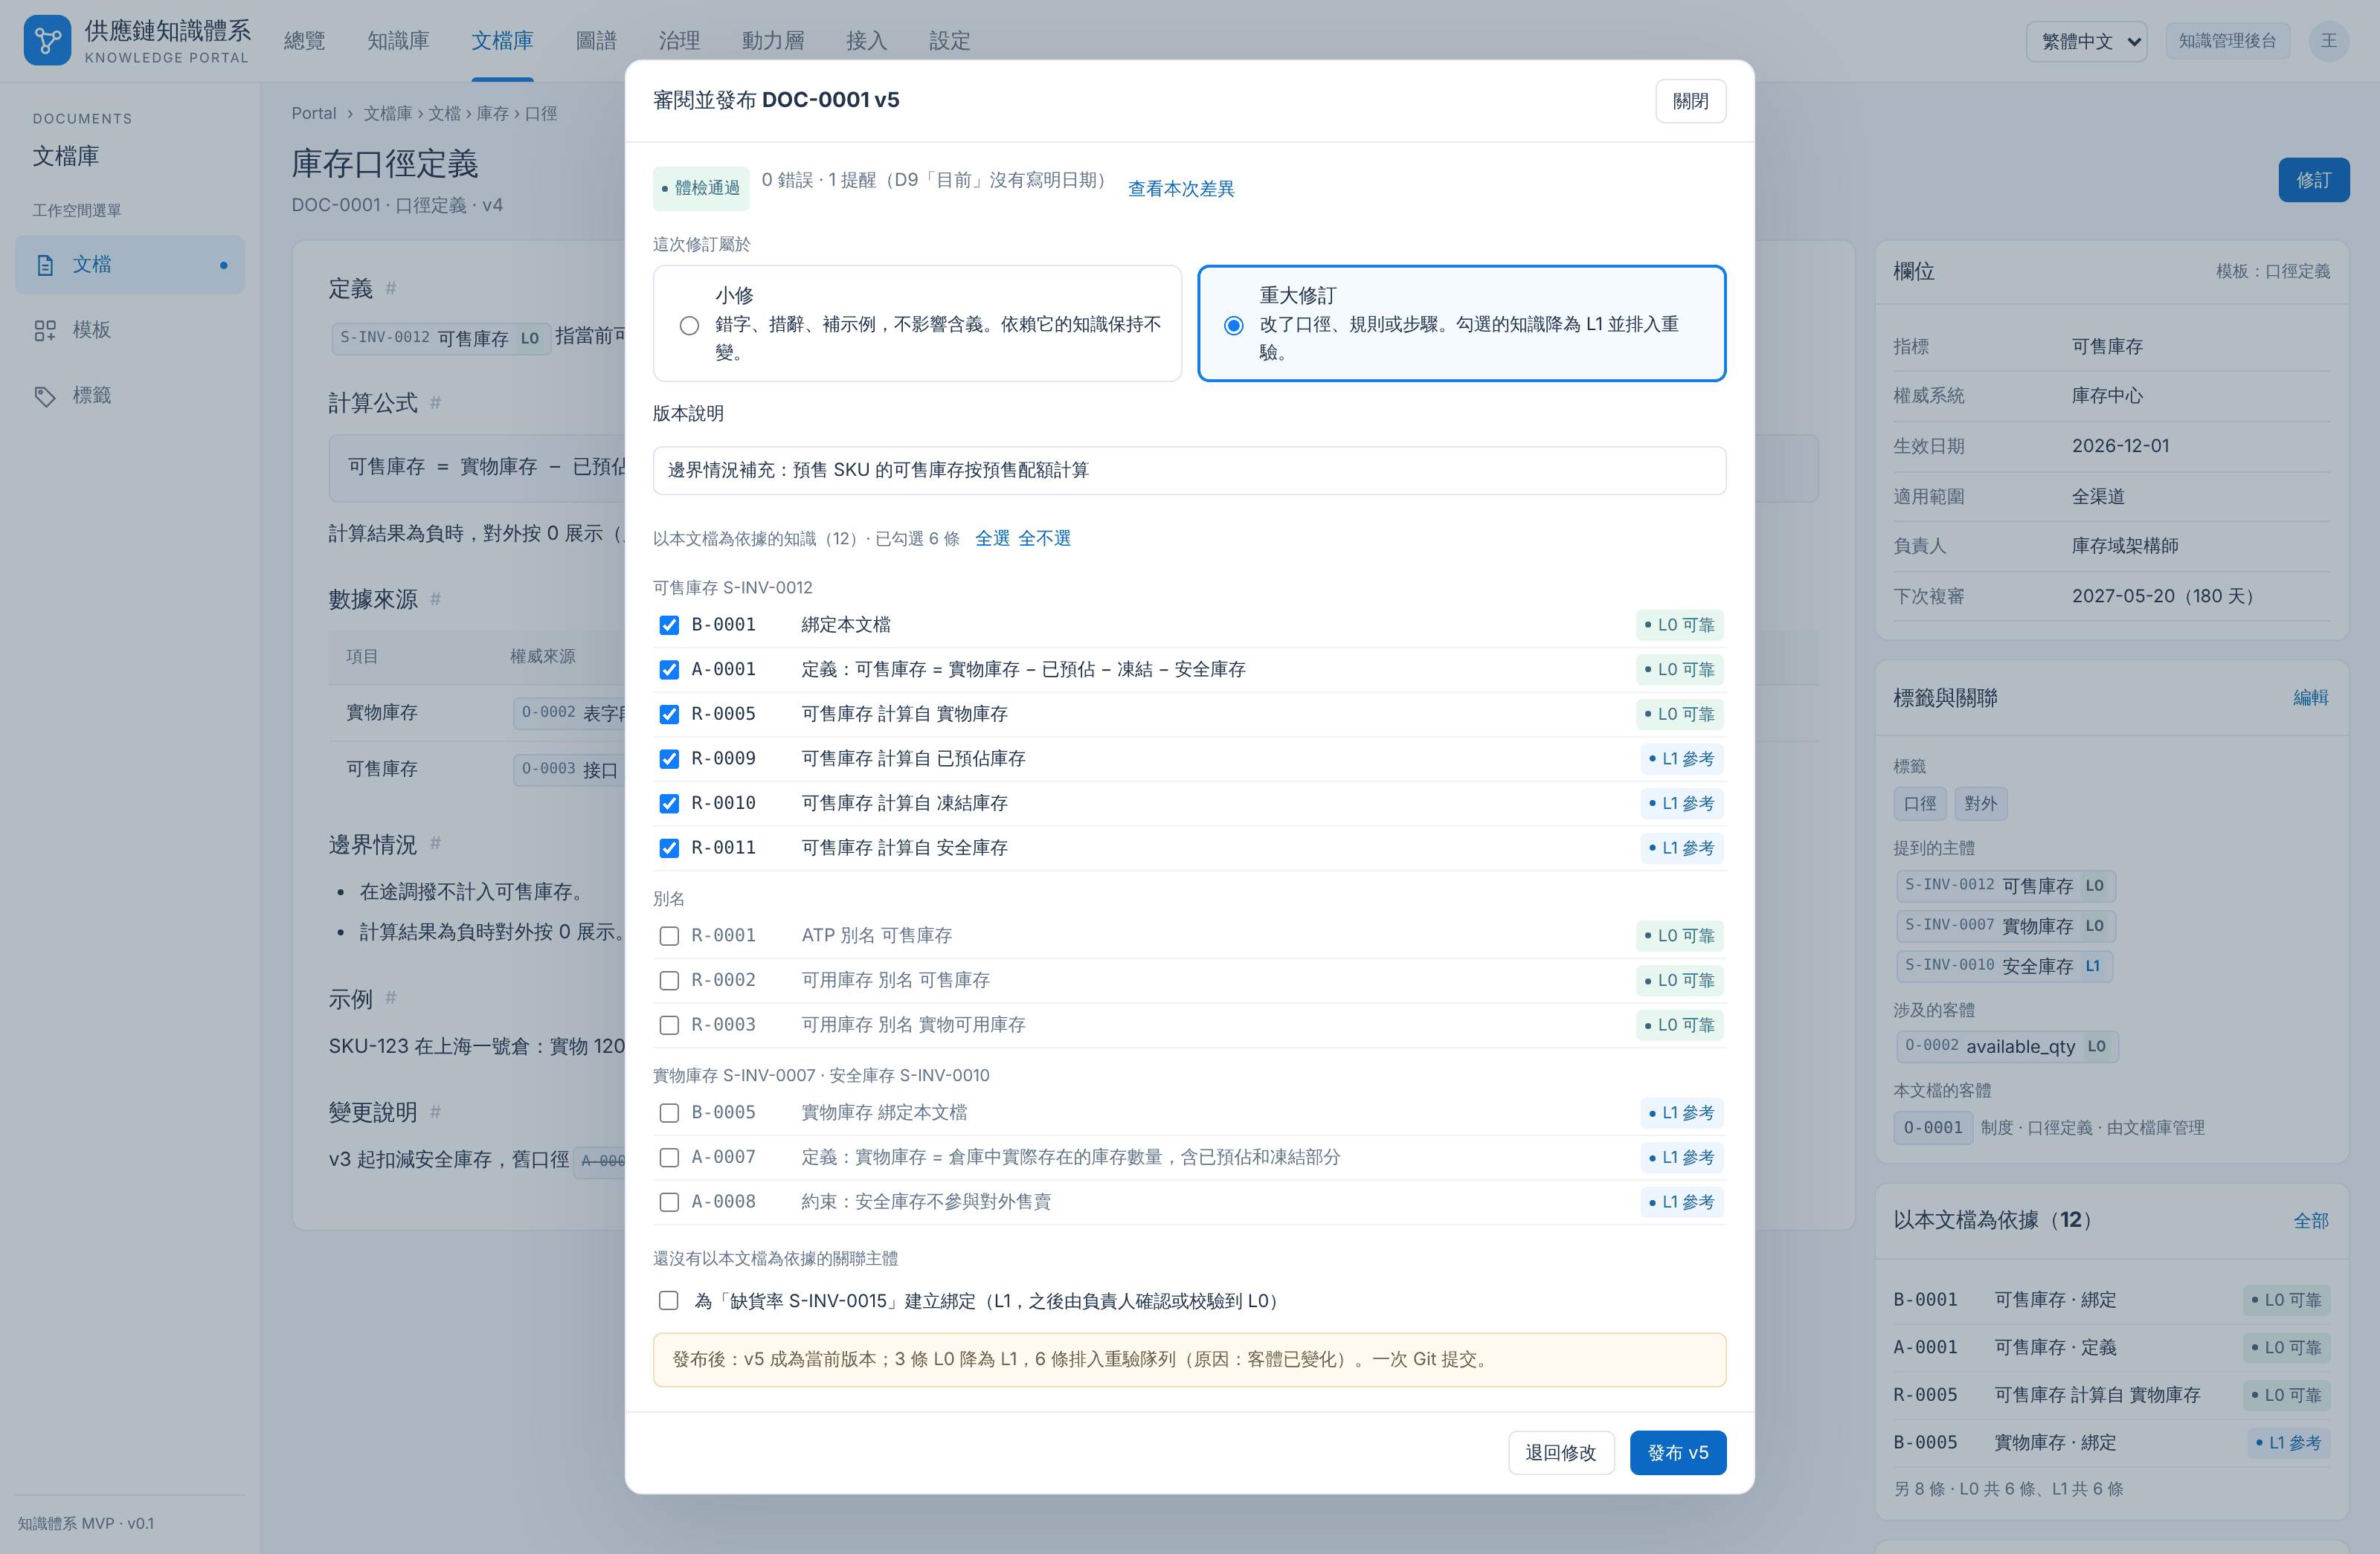 供應鏈知識體系
KNOWLEDGE PORTAL
總覽 知識庫 文檔庫 圖譜 治理 動力層 接入 設定
繁體中文 知識管理後台 王
DOCUMENTS
文檔庫
工作空間選單
文檔
模板
標籤
知識體系 MVP · v0.1
Portal › 文檔庫 › 文檔 › 庫存 › 口徑
庫存口徑定義
DOC-0001 · 口徑定義 · v4
修訂
定義 #
S-INV-0012 可售庫存 L0 指當前
計算公式 #
可售庫存 = 實物庫存 − 已預佔
計算結果為負時，對外按 0 展示（
數據來源 #
項目 權威來源
實物庫存 O-0002 表字段
可售庫存 O-0003 接口
邊界情況 #
• 在途調撥不計入可售庫存。
• 計算結果為負時對外按 0 展示。
示例 #
SKU-123 在上海一號倉：實物 120
變更說明 #
v3 起扣減安全庫存，舊口徑 A-000
審閱並發布 DOC-0001 v5
關閉
• 體檢通過 0 錯誤 · 1 提醒（D9「目前」沒有寫明日期） 查看本次差異
這次修訂屬於
小修
錯字、措辭、補示例，不影響含義。依賴它的知識保持不
變。
重大修訂
改了口徑、規則或步驟。勾選的知識降為 L1 並排入重
驗。
版本說明
邊界情況補充：預售 SKU 的可售庫存按預售配額計算
以本文檔為依據的知識（12）· 已勾選 6 條 全選 全不選
可售庫存 S-INV-0012
B-0001 綁定本文檔 • L0 可靠
A-0001 定義：可售庫存 = 實物庫存 − 已預佔 − 凍結 − 安全庫存 • L0 可靠
R-0005 可售庫存 計算自 實物庫存 • L0 可靠
R-0009 可售庫存 計算自 已預佔庫存 • L1 參考
R-0010 可售庫存 計算自 凍結庫存 • L1 參考
R-0011 可售庫存 計算自 安全庫存 • L1 參考
別名
R-0001 ATP 別名 可售庫存 • L0 可靠
R-0002 可用庫存 別名 可售庫存 • L0 可靠
R-0003 可用庫存 別名 實物可用庫存 • L0 可靠
實物庫存 S-INV-0007 · 安全庫存 S-INV-0010
B-0005 實物庫存 綁定本文檔 • L1 參考
A-0007 定義：實物庫存 = 倉庫中實際存在的庫存數量，含已預佔和凍結部分 • L1 參考
A-0008 約束：安全庫存不參與對外售賣 • L1 參考
還沒有以本文檔為依據的關聯主體
為「缺貨率 S-INV-0015」建立綁定（L1，之後由負責人確認或校驗到 L0）
發布後：v5 成為當前版本；3 條 L0 降為 L1，6 條排入重驗隊列（原因：客體已變化）。一次 Git 提交。
退回修改 發布 v5
欄位 模板：口徑定義
指標 可售庫存
權威系統 庫存中心
生效日期 2026-12-01
適用範圍 全渠道
負責人 庫存域架構師
下次複審 2027-05-20（180 天）
標籤與關聯 編輯
標籤
口徑 對外
提到的主體
S-INV-0012 可售庫存 L0
S-INV-0007 實物庫存 L0
S-INV-0010 安全庫存 L1
涉及的客體
O-0002 available_qty L0
本文檔的客體
O-0001 制度 · 口徑定義 · 由文檔庫管理
以本文檔為依據（12） 全部
B-0001 可售庫存 · 綁定 • L0 可靠
A-0001 可售庫存 · 定義 • L0 可靠
R-0005 可售庫存 計算自 實物庫存 • L0 可靠
B-0005 實物庫存 · 綁定 • L1 參考
另 8 條 · L0 共 6 條、L1 共 6 條